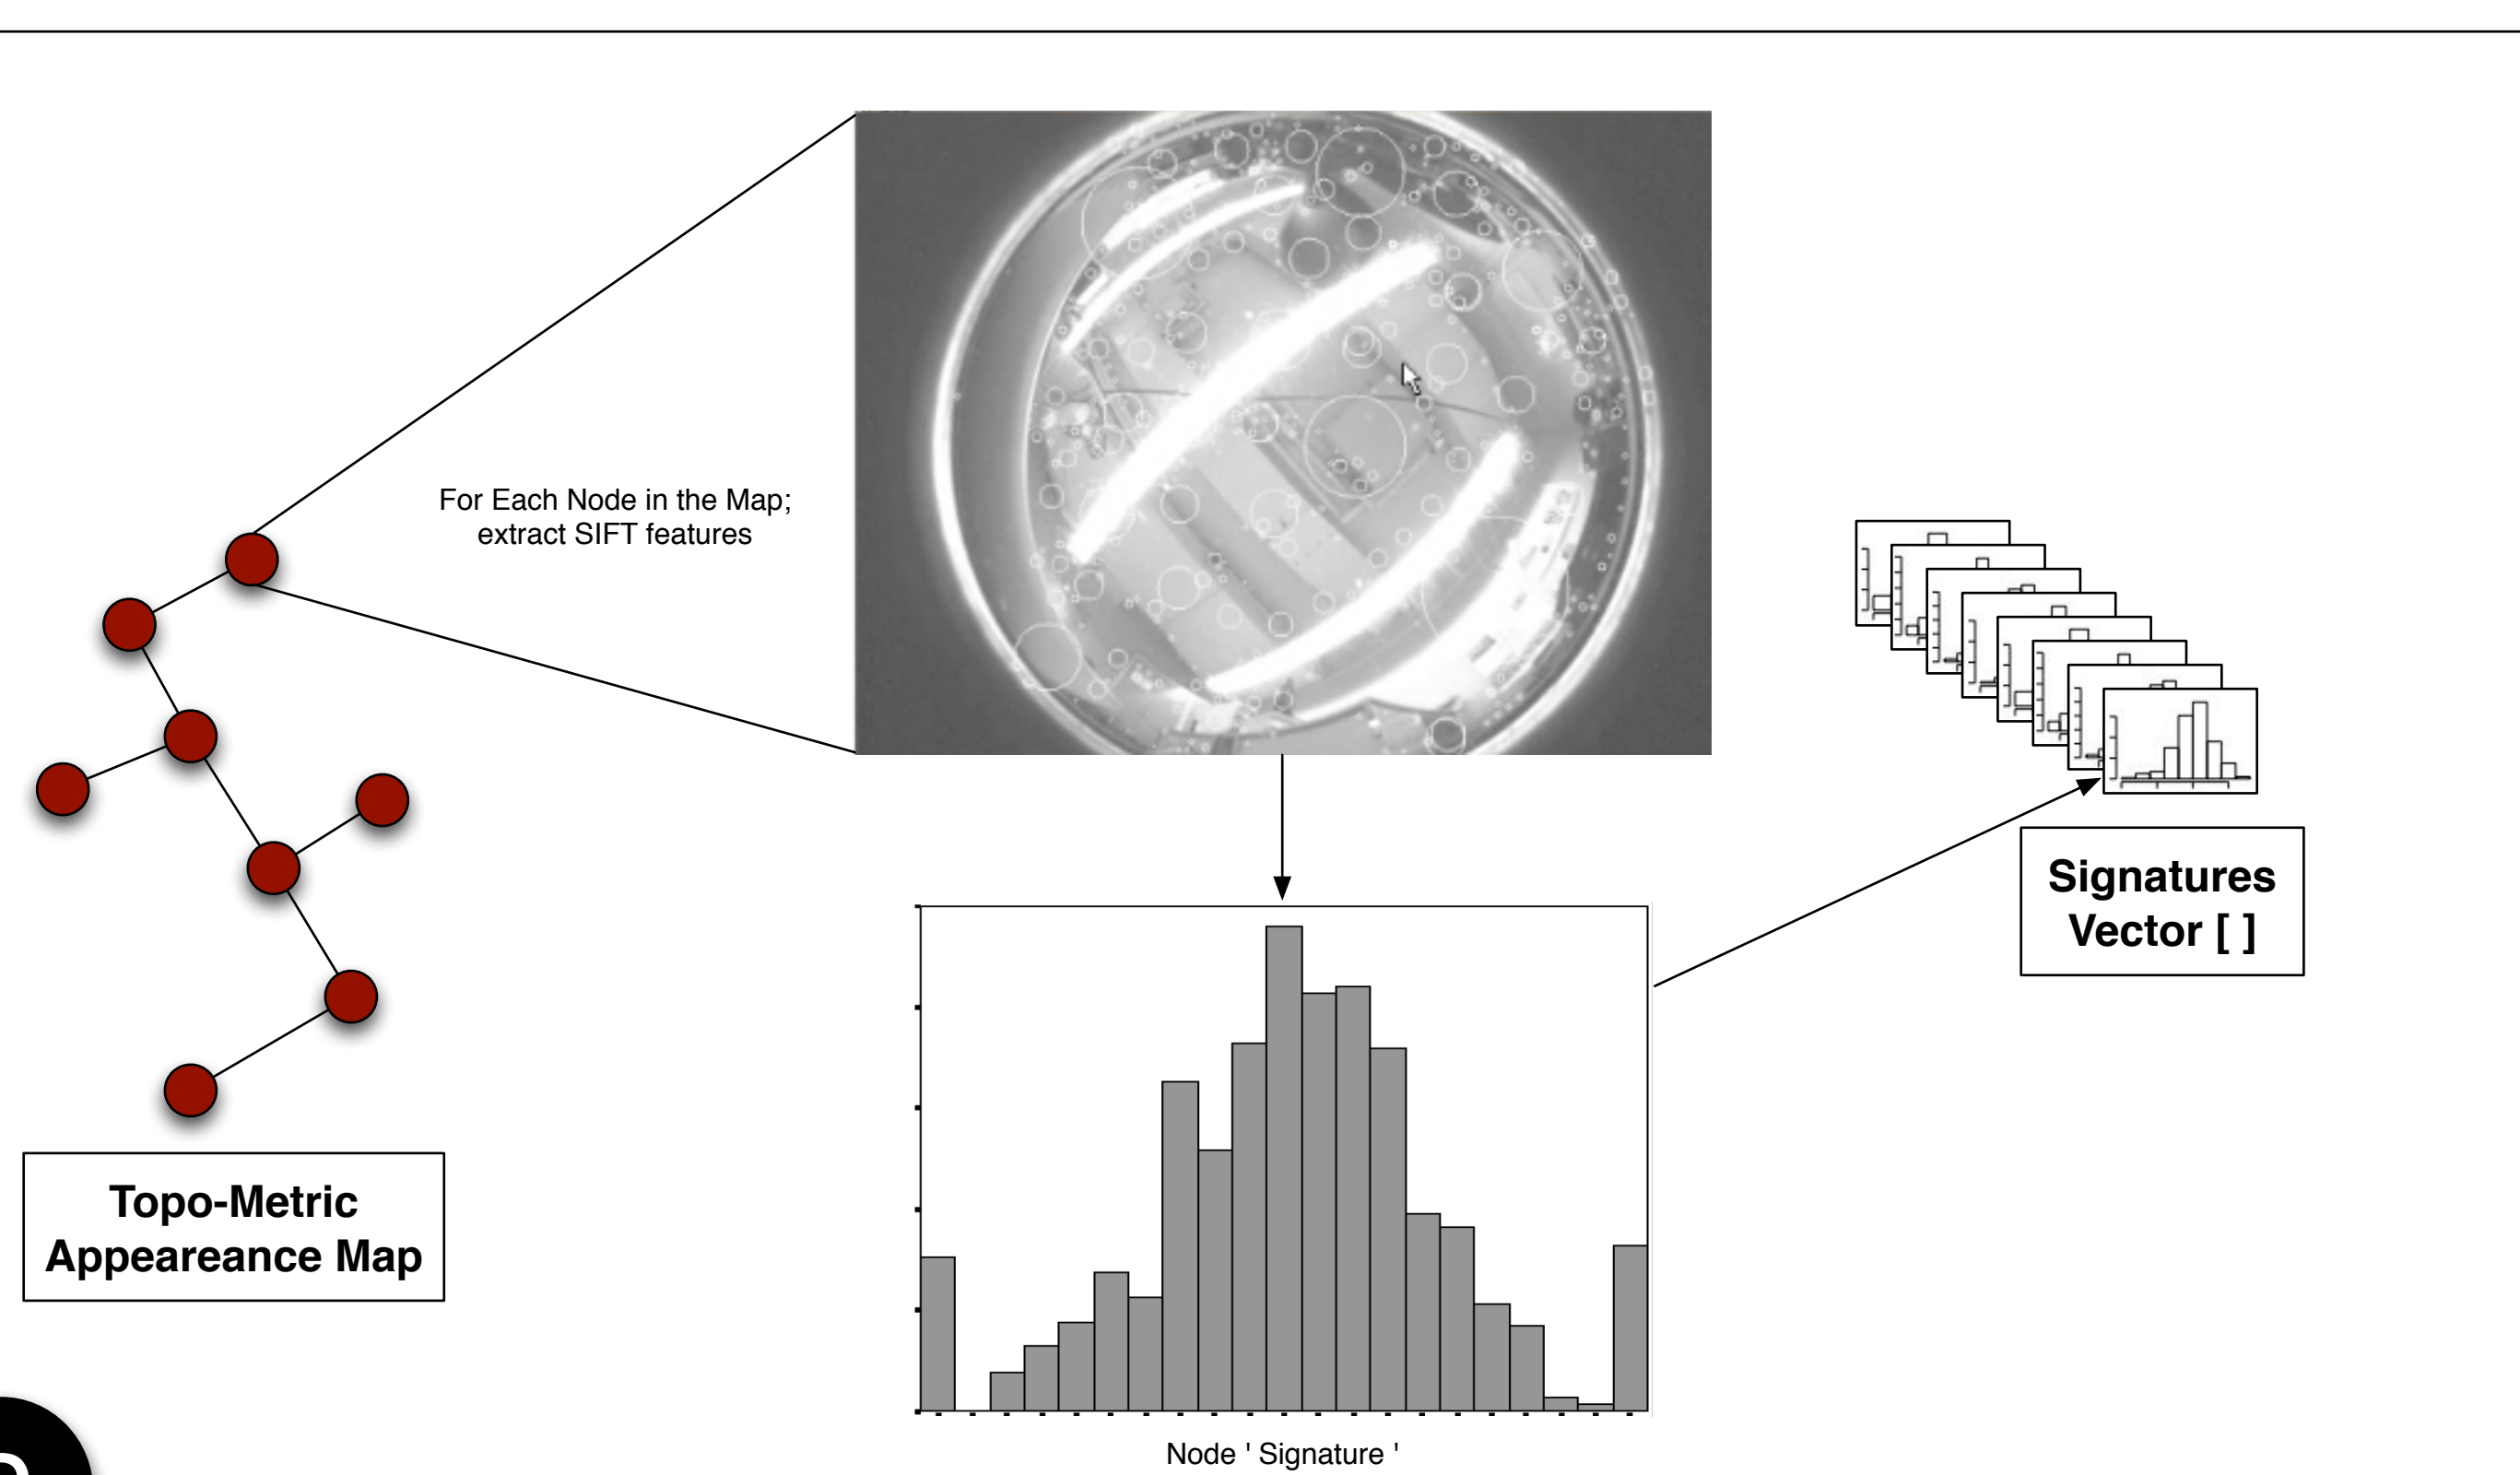 For Each Node in the Map;
extract SIFT features
Signatures
Vector [ ]
Topo-Metric
Appeareance Map
Node ' Signature '